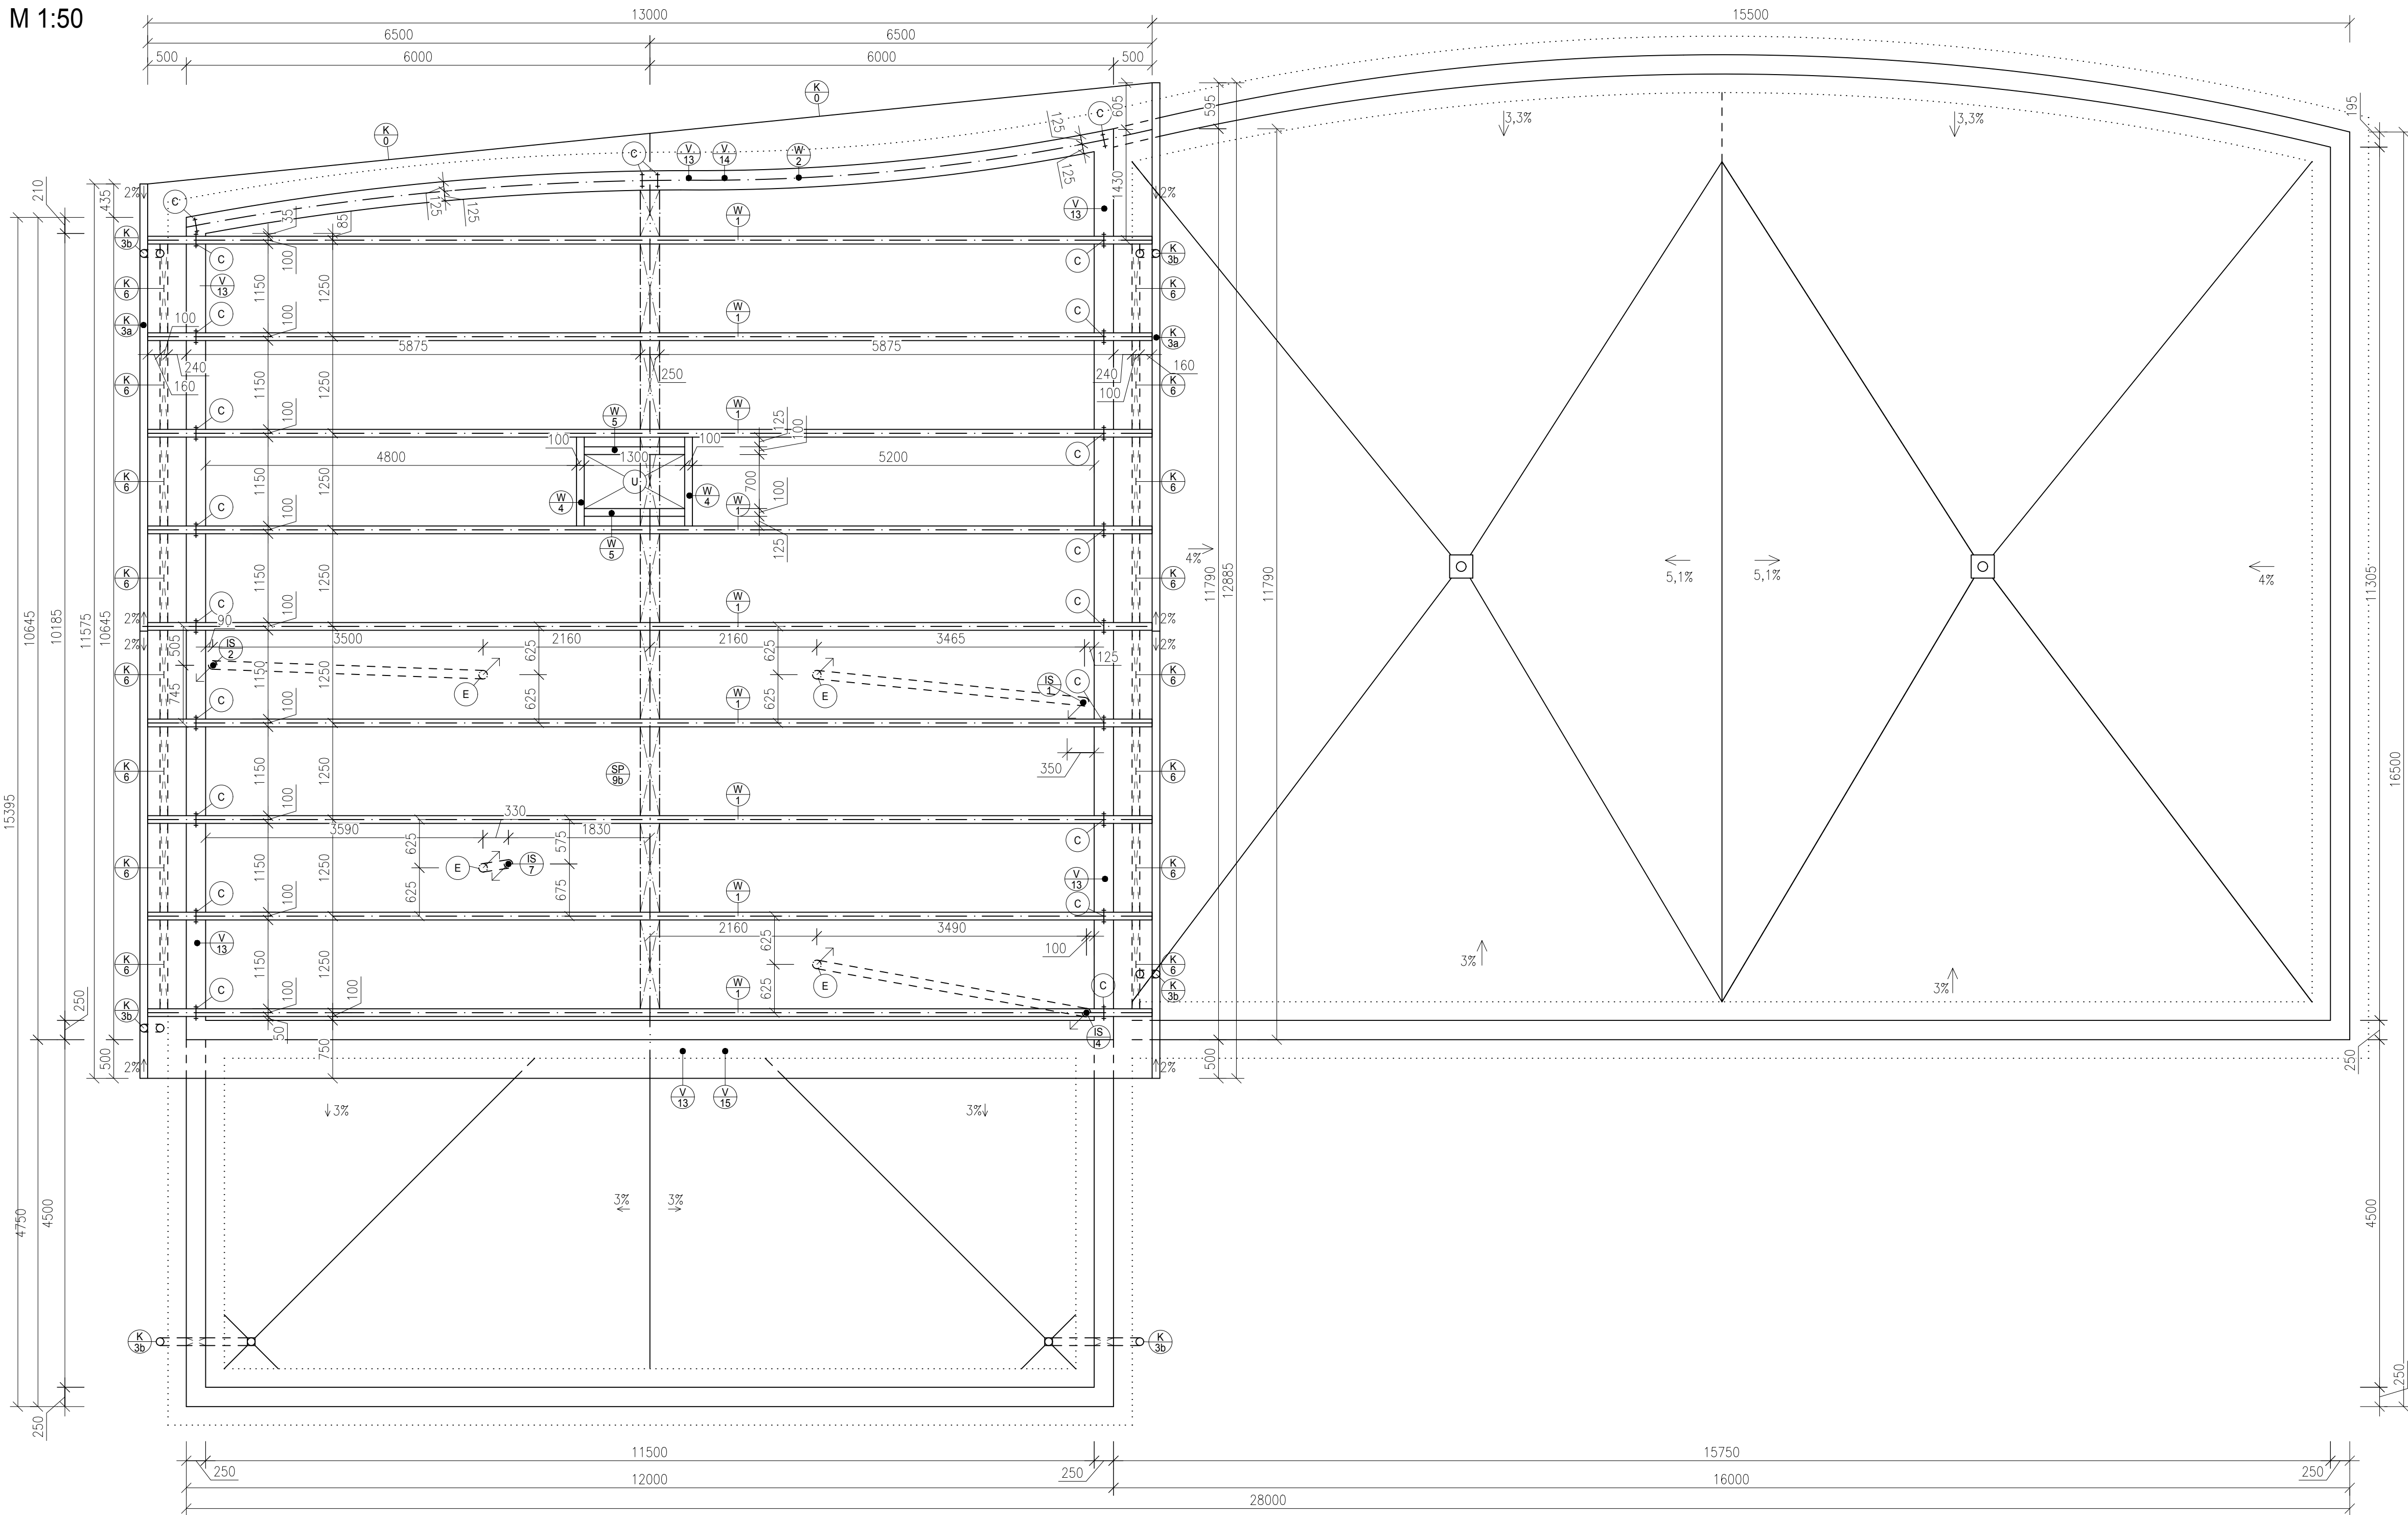 M 1:50
13000
15500
6500
6500
500
6000
6000
500
K
0
K
0
605
595
195
125
C
125
C
V
13
V
14
W
2
3,3%
3,3%
210
435
2%
C
125
125
1430
2%
35
85
W
1
V
13
K
3b
C
100
C
K
3b
K
6
V
13
1150
1250
K
6
C
100
W
1
C
K
3a
100
K
3a
5875
5875
240
160
250
240
100
160
K
6
1150
1250
K
6
C
100
W
5
W
1
125
100
C
100
100
4800
1300
5200
K
6
1150
1250
U
700
K
6
W
4
W
4
100
W
1
C
100
W
5
125
C
4%
5,1%
5,1%
4%
K
6
1150
1250
K
6
11790
12885
11790
11305
C
100
W
1
C
2%
90
2%
15395
10645
10185
11575
10645
2%
505
IS
2
3500
2160
2160
3465
2%
125
625
625
K
6
745
1150
1250
E
E
IS
1
C
K
6
C
100
625
W
1
625
350
K
6
1150
1250
SP
9b
K
6
16500
C
100
W
1
330
3590
1830
C
625
575
K
6
1150
1250
E
IS
7
V
13
K
6
C
100
625
675
W
1
C
2160
3490
3%
3%
V
13
625
100
K
6
1150
1250
E
K
6
250
C
100
100
W
1
625
C
K
3b
K
3b
50
IS
14
500
750
2%
500
2%
250
V
13
V
15
3%
3%
4750
4500
3%
3%
4500
K
3b
K
3b
250
250
11500
15750
250
250
250
12000
16000
28000